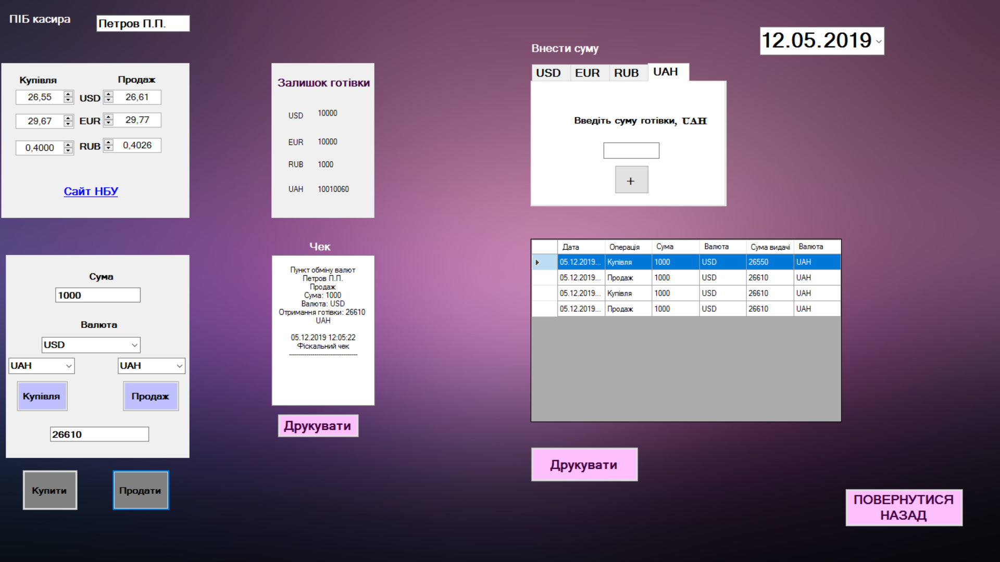 ПІБ касира
Петров П.П.
12.05.2019
Купівля Продаж
26,55 USD 26,61
29,67 EUR 29,77
0,4000 RUB 0,4026
Сайт НБУ
Залишок готівки
USD 10000
EUR 10000
RUB 1000
UAH 10010060
Внести суму
USD EUR RUB UAH
Введіть суму готівки, UAH
+
Сума
1000
Валюта
USD
UAH UAH
Купівля Продаж
26610
Купити Продати
Чек
Пункт обміну валют
Петров П.П.
Продаж
Сума: 1000
Валюта: USD
Отримання готівки: 26610
UAH
05.12.2019 12:05:22
Фіскальний чек
------------------------------------
Друкувати
Дата Операція Сума Валюта Сума видачі Валюта
05.12.2019... Купівля 1000 USD 26550 UAH
05.12.2019... Продаж 1000 USD 26610 UAH
05.12.2019... Купівля 1000 USD 26610 UAH
05.12.2019... Продаж 1000 USD 26610 UAH
Друкувати
ПОВЕРНУТИСЯ
НАЗАД